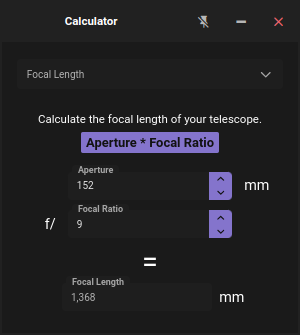 Calculator
Focal Length
Calculate the focal length of your telescope.
Aperture * Focal Ratio
Aperture
152
mm
Focal Ratio
f/
9
=
Focal Length
1,368
mm